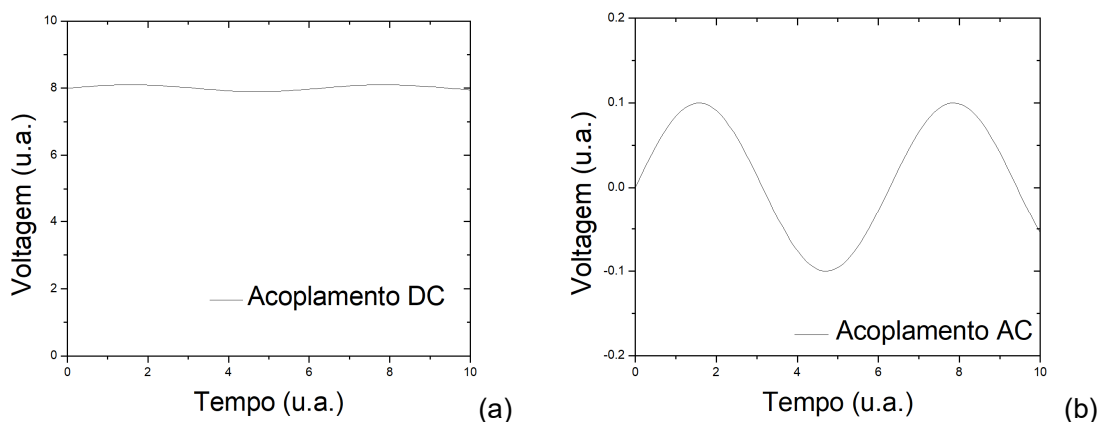 10
8
6
4
2
0
Voltagem (u.a.)
Acoplamento DC
0 2 4 6 8 10
Tempo (u.a.)
(a)
0.2
0.1
0.0
-0.1
-0.2
Voltagem (u.a.)
Acoplamento AC
0 2 4 6 8 10
Tempo (u.a.)
(b)